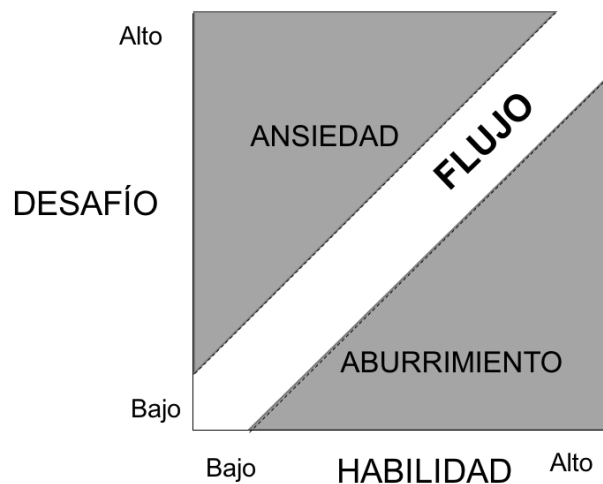 Alto
ANSIEDAD
FLUJO
DESAFÍO
ABURRIMIENTO
Bajo
Bajo
HABILIDAD
Alto